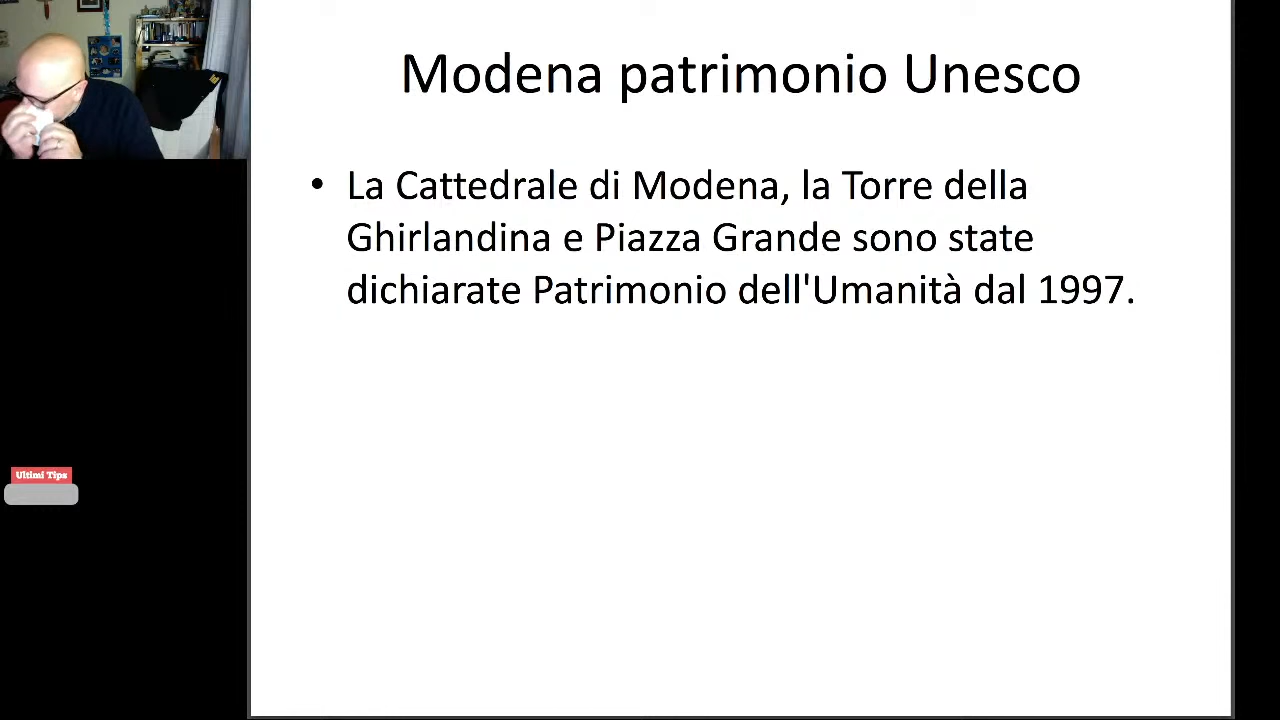 Modena patrimonio Unesco
• La Cattedrale di Modena, la Torre della
Ghirlandina e Piazza Grande sono state
dichiarate Patrimonio dell'Umanità dal 1997.
Ultimi Tips